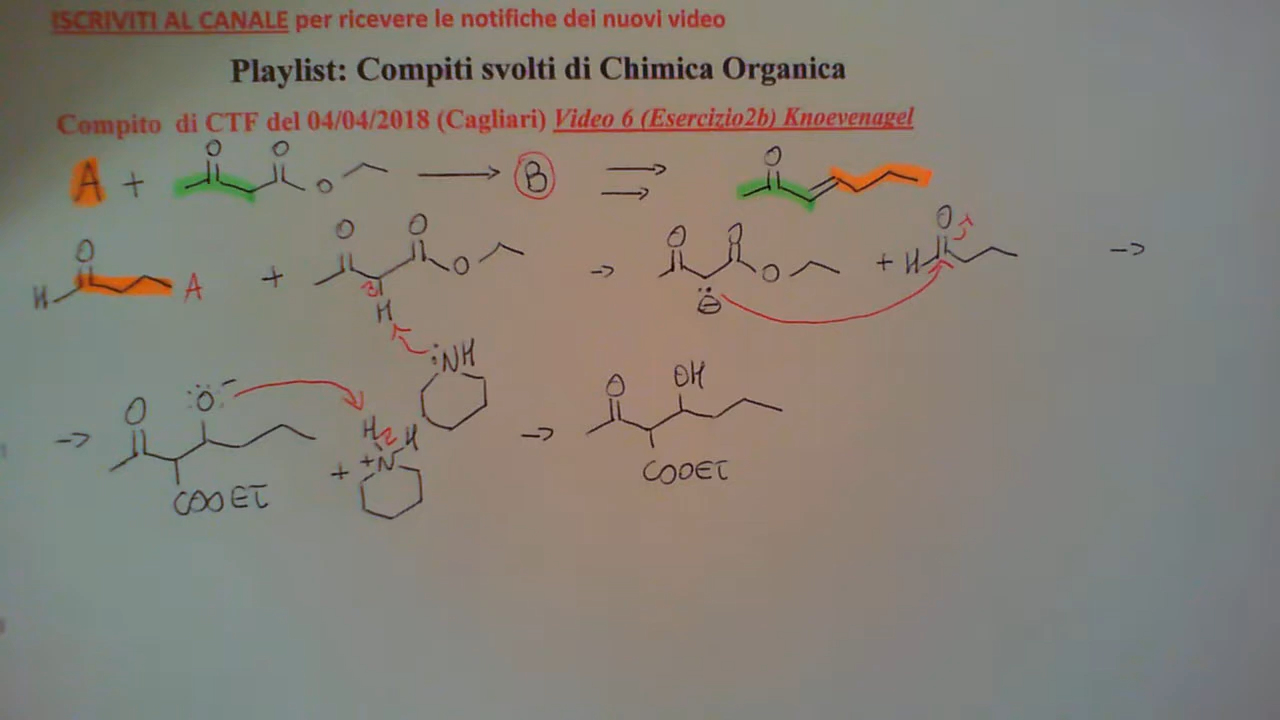 ISCRIVITI AL CANALE per ricevere le notifiche dei nuovi video
Playlist: Compiti svolti di Chimica Organica
Compito di CTF del 04/04/2018 (Cagliari) Video 6 (Esercizio2b) Knoevenagel
A + O O O → B O
O H A + O O O H → O O O ⊖ + H O →
:NH
→ O :O:- COOET + H H +N → O OH COOET